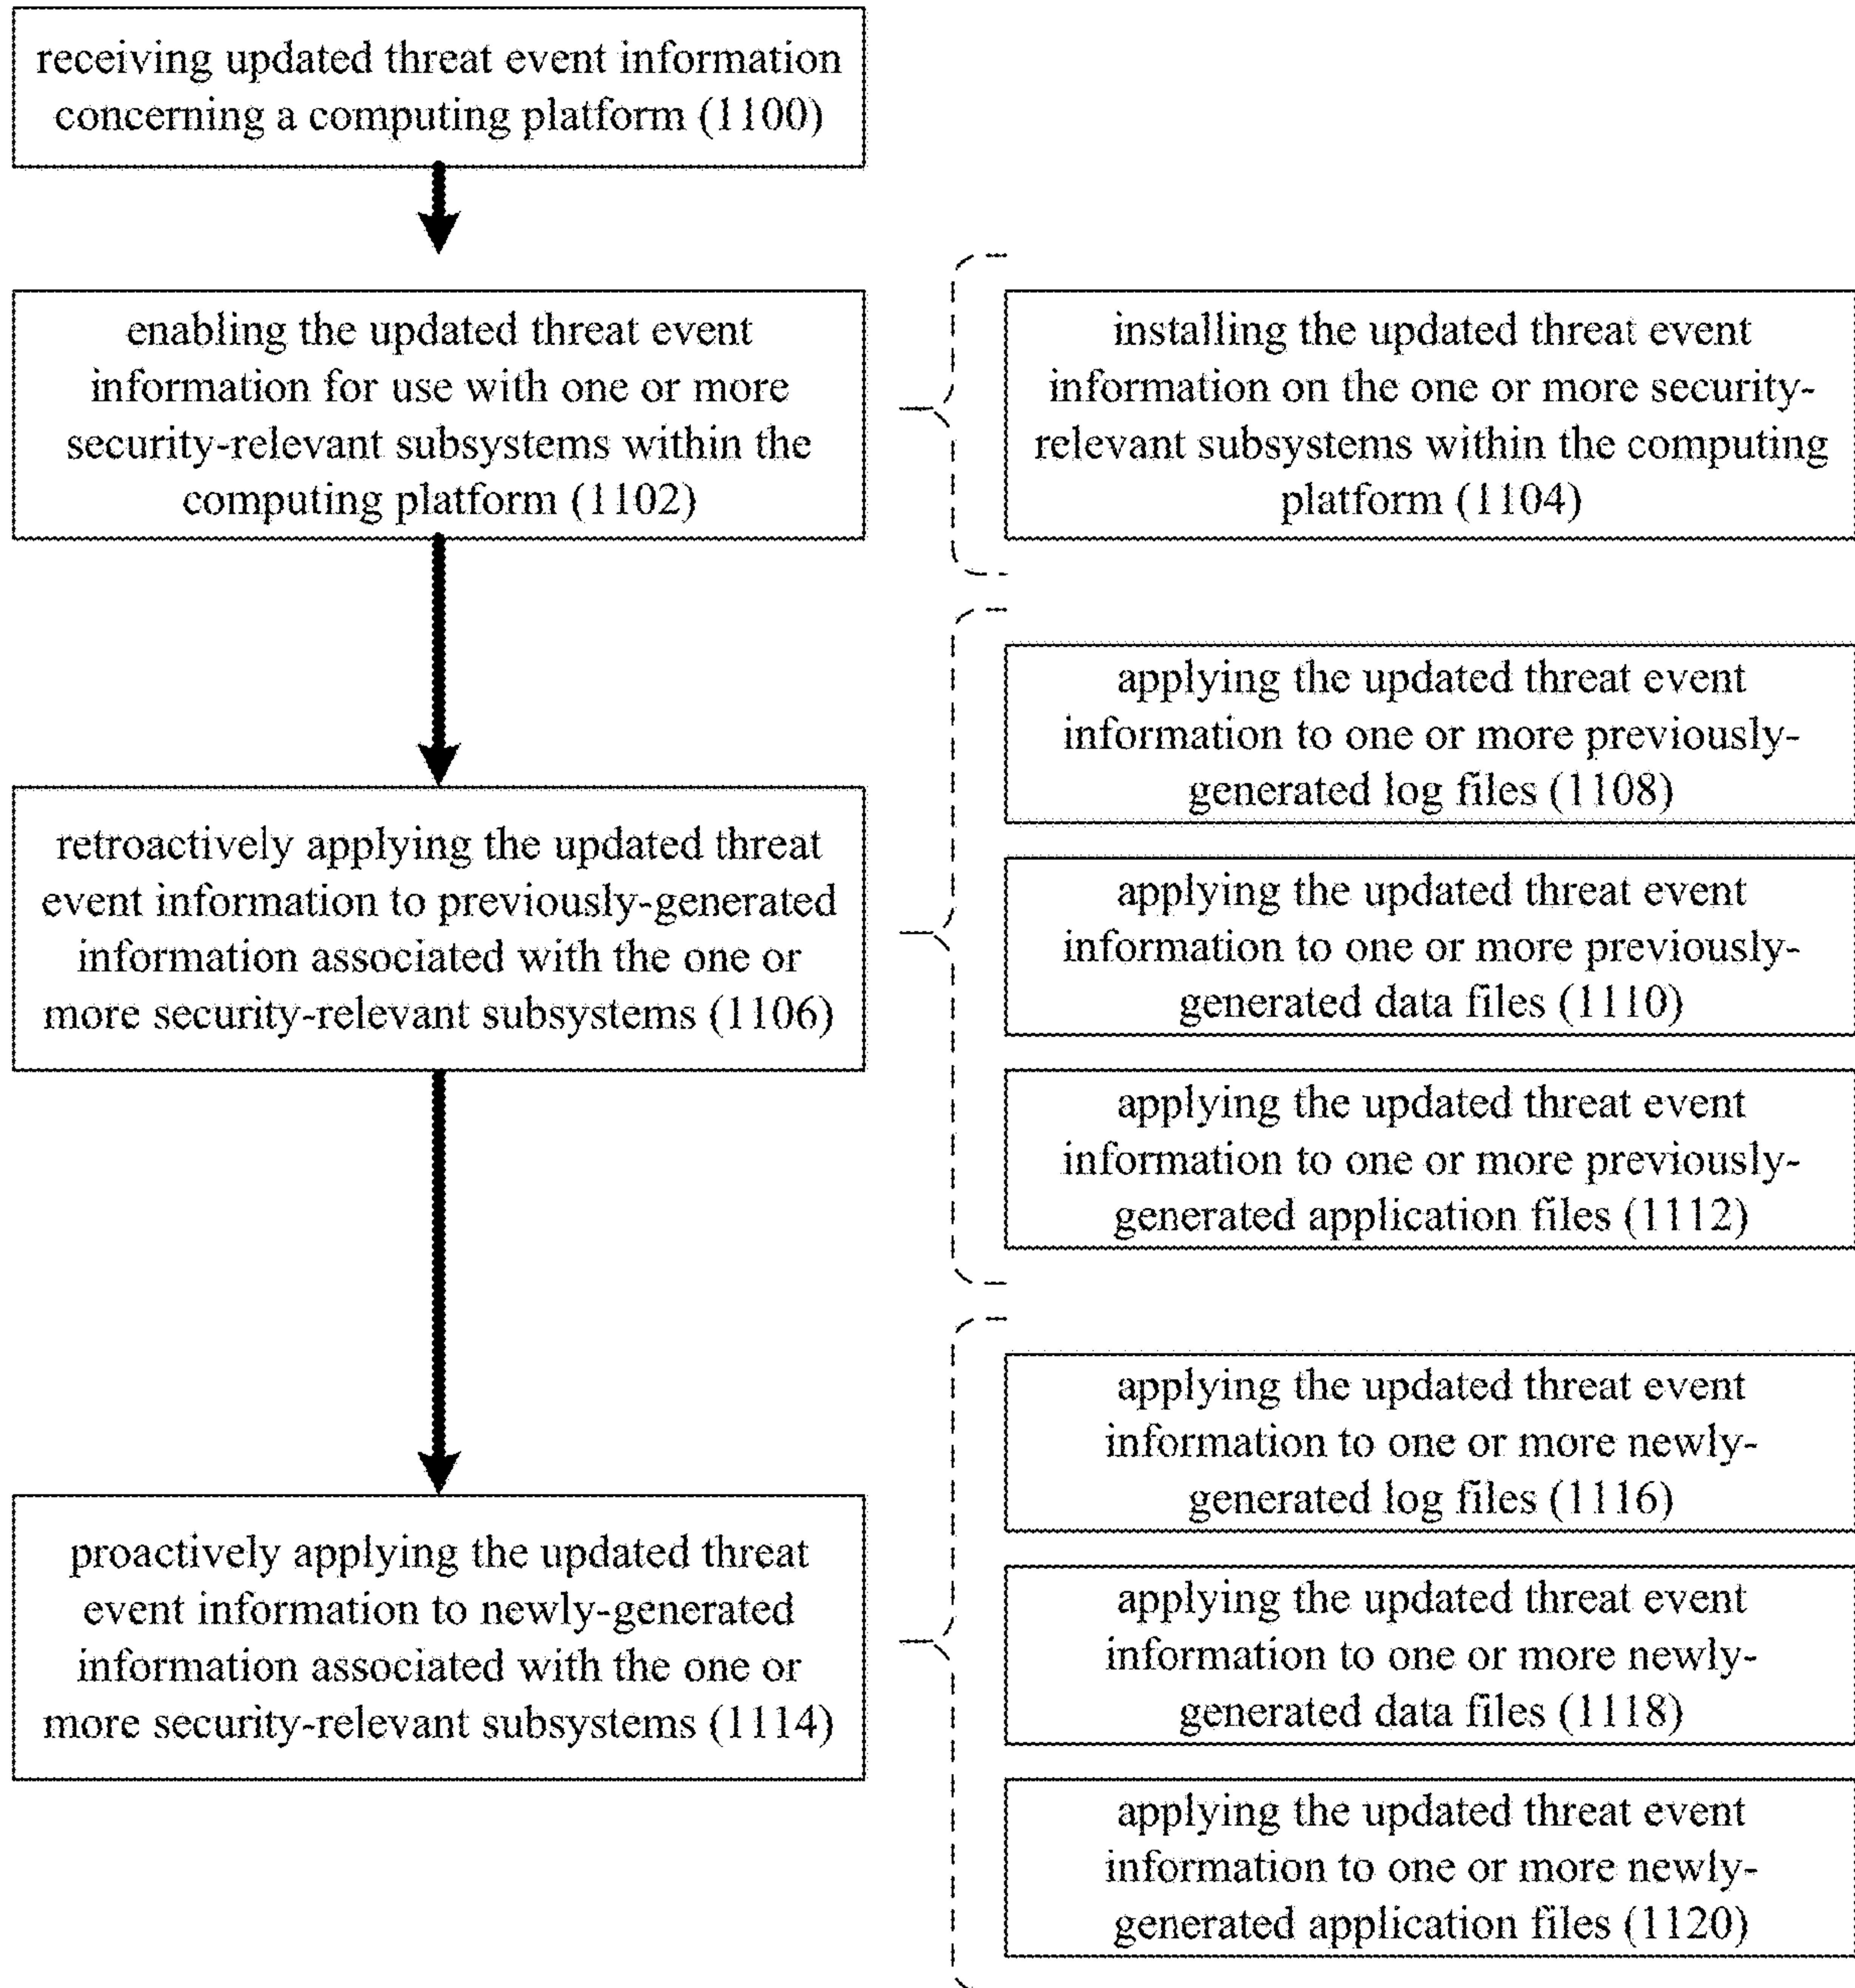 receiving updated threat event information
concerning a computing platform (1100)
enabling the updated threat event
information for use with one or more
security-relevant subsystems within the
computing platform (1102)
installing the updated threat event
information on the one or more security-
relevant subsystems within the computing
platform (1104)
retroactively applying the updated threat
event information to previously-generated
information associated with the one or
more security-relevant subsystems (1106)
applying the updated threat event
information to one or more previously-
generated log files (1108)
applying the updated threat event
information to one or more previously-
generated data files (1110)
applying the updated threat event
information to one or more previously-
generated application files (1112)
proactively applying the updated threat
event information to newly-generated
information associated with the one or
more security-relevant subsystems (1114)
applying the updated threat event
information to one or more newly-
generated log files (1116)
applying the updated threat event
information to one or more newly-
generated data files (1118)
applying the updated threat event
information to one or more newly-
generated application files (1120)